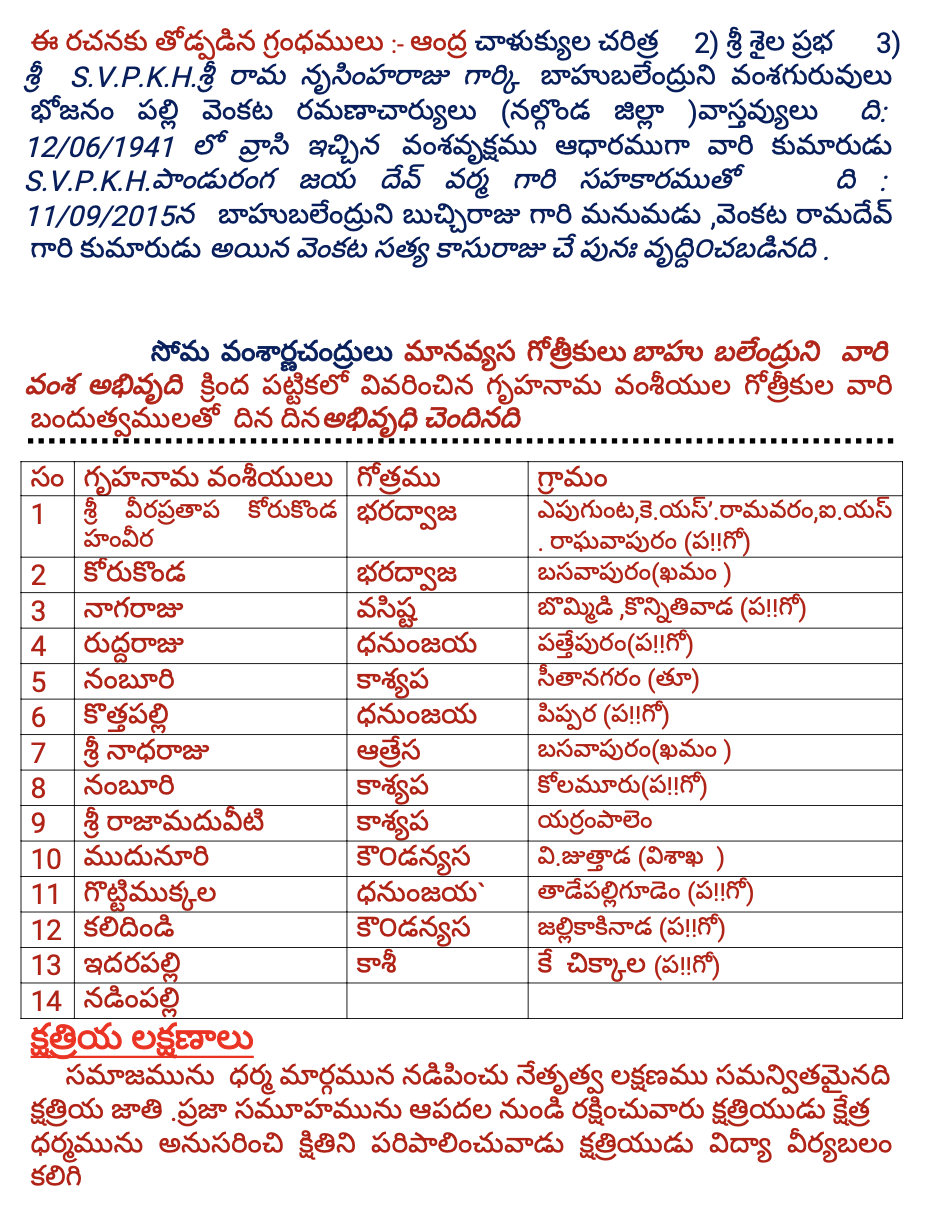 ఈ రచనకు తోడ్పడిన గ్రంధములు :- ఆంద్ర చాళుక్యుల చరిత్ర 2) శ్రీ శైల ప్రభ 3)
శ్రీ S.V.P.K.H.శ్రీ రామ నృసింహరాజు గార్కి బాహుబలేంద్రుని వంశగురువులు
భోజనం పల్లి వెంకట రమణాచార్యులు (నల్గొండ జిల్లా )వాస్తవ్యులు ది:
12/06/1941 లో వ్రాసి ఇచ్చిన వంశవృక్షము ఆధారముగా వారి కుమారుడు
S.V.P.K.H.పాండురంగ జయ దేవ్ వర్మ గారి సహకారముతో ది :
11/09/2015న బాహుబలేంద్రుని బుచ్చిరాజు గారి మనుమడు ,వెంకట రామదేవ్
గారి కుమారుడు అయిన వెంకట సత్య కాసురాజు చే పునః వృద్దిOచబడినది .
సోమ వంశార్ణచంద్రులు మానవ్యస గోత్రీకులు బాహు బలేంద్రుని వారి
వంశ అభివృది క్రింద పట్టికలో వివరించిన గృహనామ వంశీయుల గోత్రీకుల వారి
బందుత్వములతో దిన దిన అభివృధి చెందినది
సం గృహనామ వంశీయులు గోత్రము గ్రామం
1 శ్రీ వీరప్రతాప కోరుకొండ హంవీర భరద్వాజ ఎపుగుంట,కె.యస్’.రామవరం,ఐ.యస్ . రాఘవాపురం (ప!!గో)
2 కోరుకొండ భరద్వాజ బసవాపురం(ఖమం )
3 నాగరాజు వసిష్ట బొమ్మిడి ,కొన్నితివాడ (ప!!గో)
4 రుద్దరాజు ధనుంజయ పత్తేపురం(ప!!గో)
5 నంబూరి కాశ్యప సీతానగరం (తూ)
6 కొత్తపల్లి ధనుంజయ పిప్పర (ప!!గో)
7 శ్రీ నాధరాజు ఆత్రేస బసవాపురం(ఖమం )
8 నంబూరి కాశ్యప కోలమూరు(ప!!గో)
9 శ్రీ రాజామదువీటి కాశ్యప యర్రంపాలెం
10 ముదునూరి కౌOడన్యస వి.జుత్తాడ (విశాఖ )
11 గొట్టిముక్కల ధనుంజయ` తాడేపల్లిగూడెం (ప!!గో)
12 కలిదిండి కౌOడన్యస జల్లికాకినాడ (ప!!గో)
13 ఇదరపల్లి కాశీ కే చిక్కాల (ప!!గో)
14 నడింపల్లి
క్షత్రియ లక్షణాలు
సమాజమును ధర్మ మార్గమున నడిపించు నేతృత్వ లక్షణము సమన్వితమైనది
క్షత్రియ జాతి .ప్రజా సమూహమును ఆపదల నుండి రక్షించువారు క్షత్రియుడు క్షేత్ర
ధర్మమును అనుసరించి క్షితిని పరిపాలించువాడు క్షత్రియుడు విద్యా వీర్యబలం
కలిగి